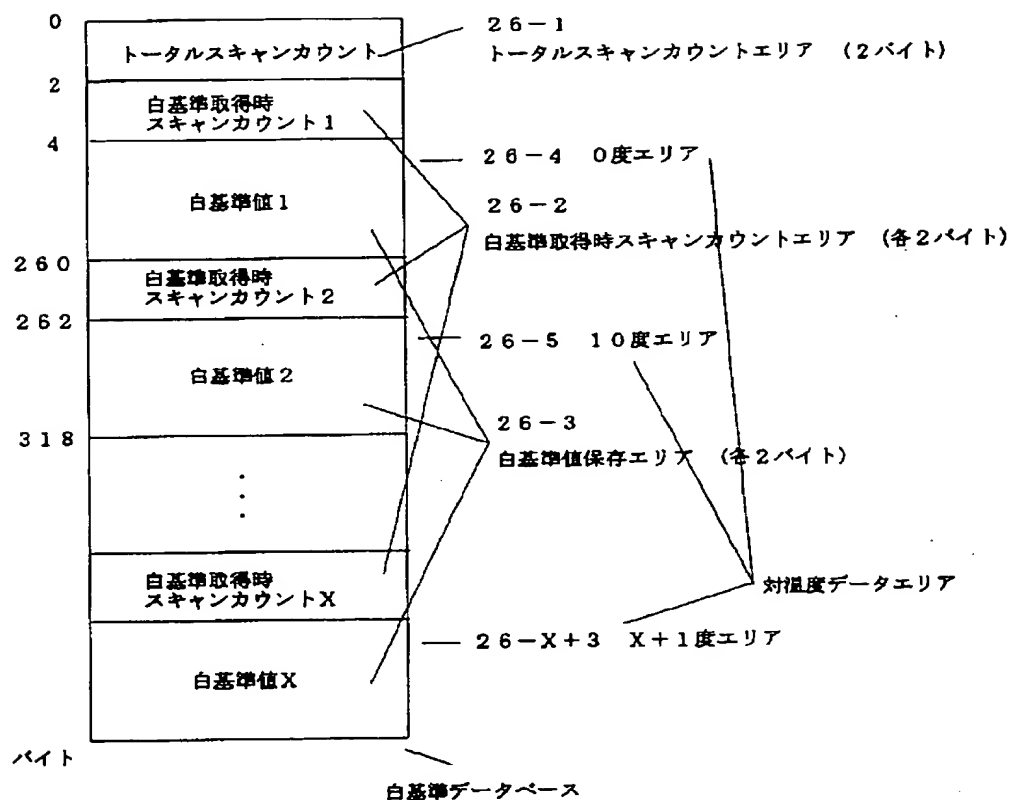 0
トータルスキャンカウント
26-1
トータルスキャンカウントエリア (2バイト)
2
白基準取得時
スキャンカウント1
4
26-4 0度エリア
白基準値1
26-2
白基準取得時スキャンカウントエリア (各2バイト)
260
白基準取得時
スキャンカウント2
262
26-5 10度エリア
白基準値2
26-3
白基準値保存エリア (各2バイト)
318
白基準取得時
スキャンカウントX
対温度データエリア
26-X+3 X+1度エリア
白基準値X
バイト
白基準データベース